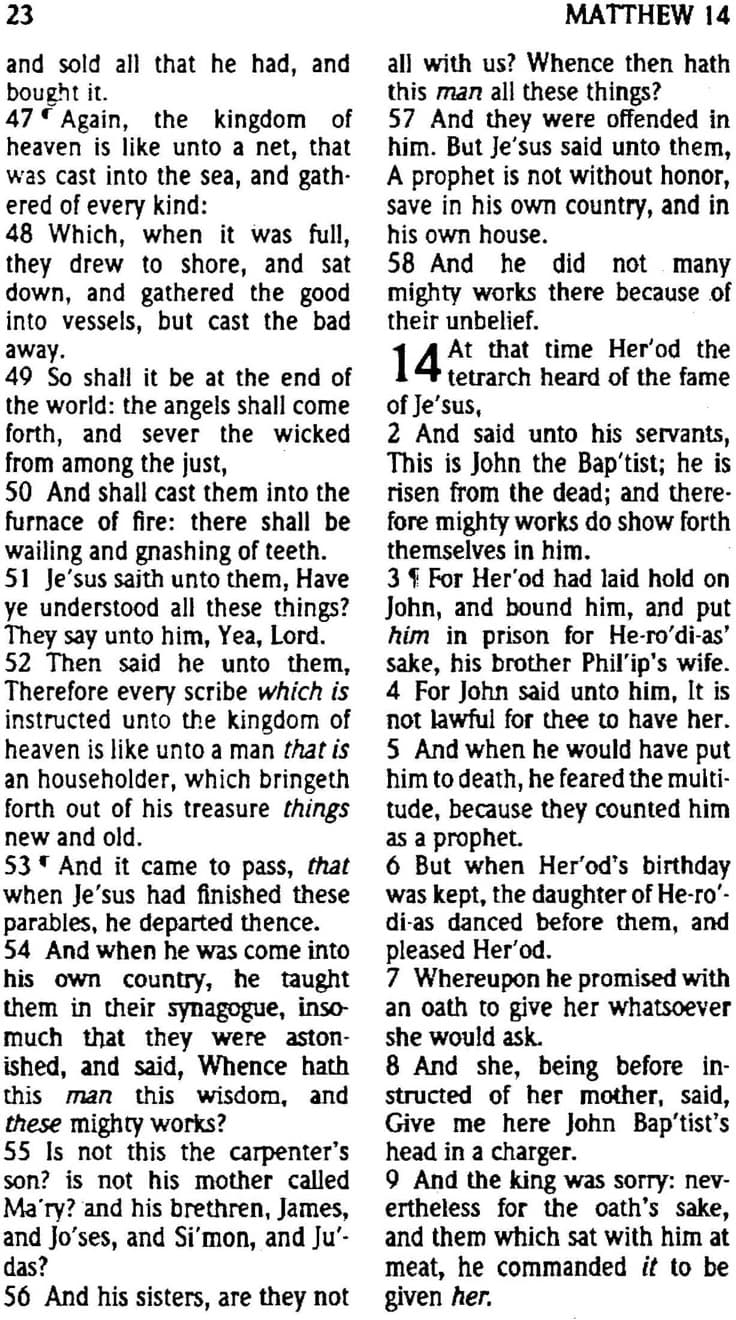 23
MATTHEW 14
and sold all that he had, and
bought it.
47 ¶ Again, the kingdom of
heaven is like unto a net, that
was cast into the sea, and gath-
ered of every kind:
48 Which, when it was full,
they drew to shore, and sat
down, and gathered the good
into vessels, but cast the bad
away.
49 So shall it be at the end of
the world: the angels shall come
forth, and sever the wicked
from among the just,
50 And shall cast them into the
furnace of fire: there shall be
wailing and gnashing of teeth.
51 Je′sus saith unto them, Have
ye understood all these things?
They say unto him, Yea, Lord.
52 Then said he unto them,
Therefore every scribe which is
instructed unto the kingdom of
heaven is like unto a man that is
an householder, which bringeth
forth out of his treasure things
new and old.
53 ¶ And it came to pass, that
when Je′sus had finished these
parables, he departed thence.
54 And when he was come into
his own country, he taught
them in their synagogue, inso-
much that they were aston-
ished, and said, Whence hath
this man this wisdom, and
these mighty works?
55 Is not this the carpenter's
son? is not his mother called
Ma′ry? and his brethren, James,
and Jo′ses, and Si′mon, and Ju′-
das?
56 And his sisters, are they not
all with us? Whence then hath
this man all these things?
57 And they were offended in
him. But Je′sus said unto them,
A prophet is not without honor,
save in his own country, and in
his own house.
58 And he did not many
mighty works there because of
their unbelief.
14 At that time Her′od the
tetrarch heard of the fame
of Je′sus,
2 And said unto his servants,
This is John the Bap′tist; he is
risen from the dead; and there-
fore mighty works do show forth
themselves in him.
3 ¶ For Her′od had laid hold on
John, and bound him, and put
him in prison for He-ro′di-as'
sake, his brother Phil′ip's wife.
4 For John said unto him, It is
not lawful for thee to have her.
5 And when he would have put
him to death, he feared the multi-
tude, because they counted him
as a prophet.
6 But when Her′od's birthday
was kept, the daughter of He-ro′-
di-as danced before them, and
pleased Her′od.
7 Whereupon he promised with
an oath to give her whatsoever
she would ask.
8 And she, being before in-
structed of her mother, said,
Give me here John Bap′tist's
head in a charger.
9 And the king was sorry: nev-
ertheless for the oath's sake,
and them which sat with him at
meat, he commanded it to be
given her.